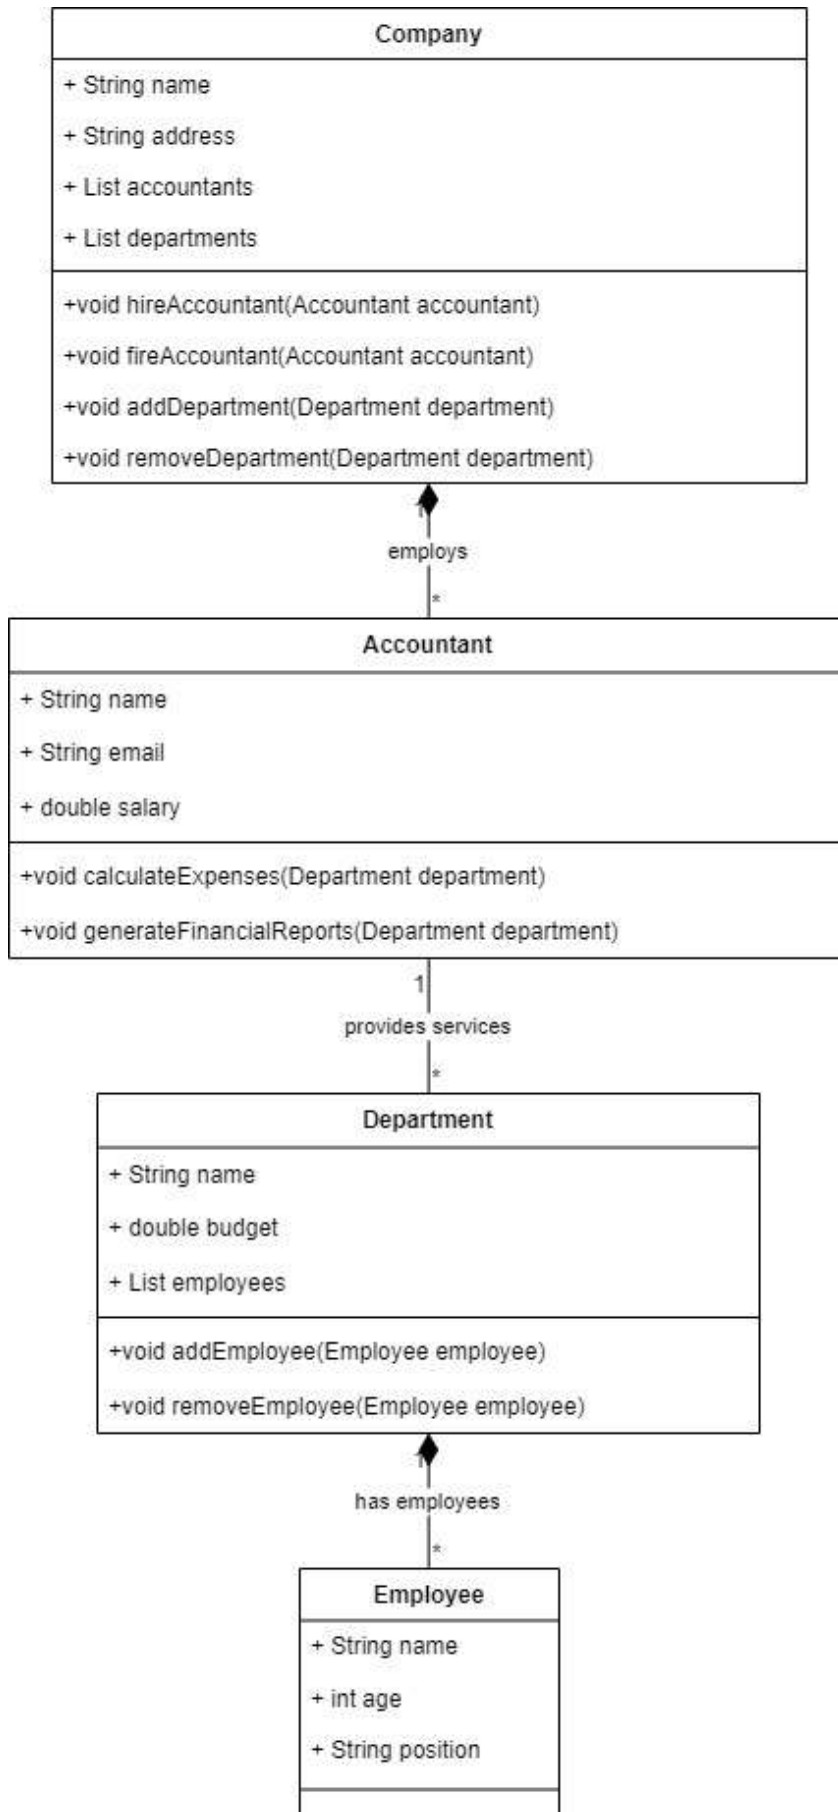 Company
+ String name
+ String address
+ List accountants
+ List departments
+void hireAccountant(Accountant accountant)
+void fireAccountant(Accountant accountant)
+void addDepartment(Department department)
+void removeDepartment(Department department)
1
employs
*
Accountant
+ String name
+ String email
+ double salary
+void calculateExpenses(Department department)
+void generateFinancialReports(Department department)
1
provides services
*
Department
+ String name
+ double budget
+ List employees
+void addEmployee(Employee employee)
+void removeEmployee(Employee employee)
1
has employees
*
Employee
+ String name
+ int age
+ String position